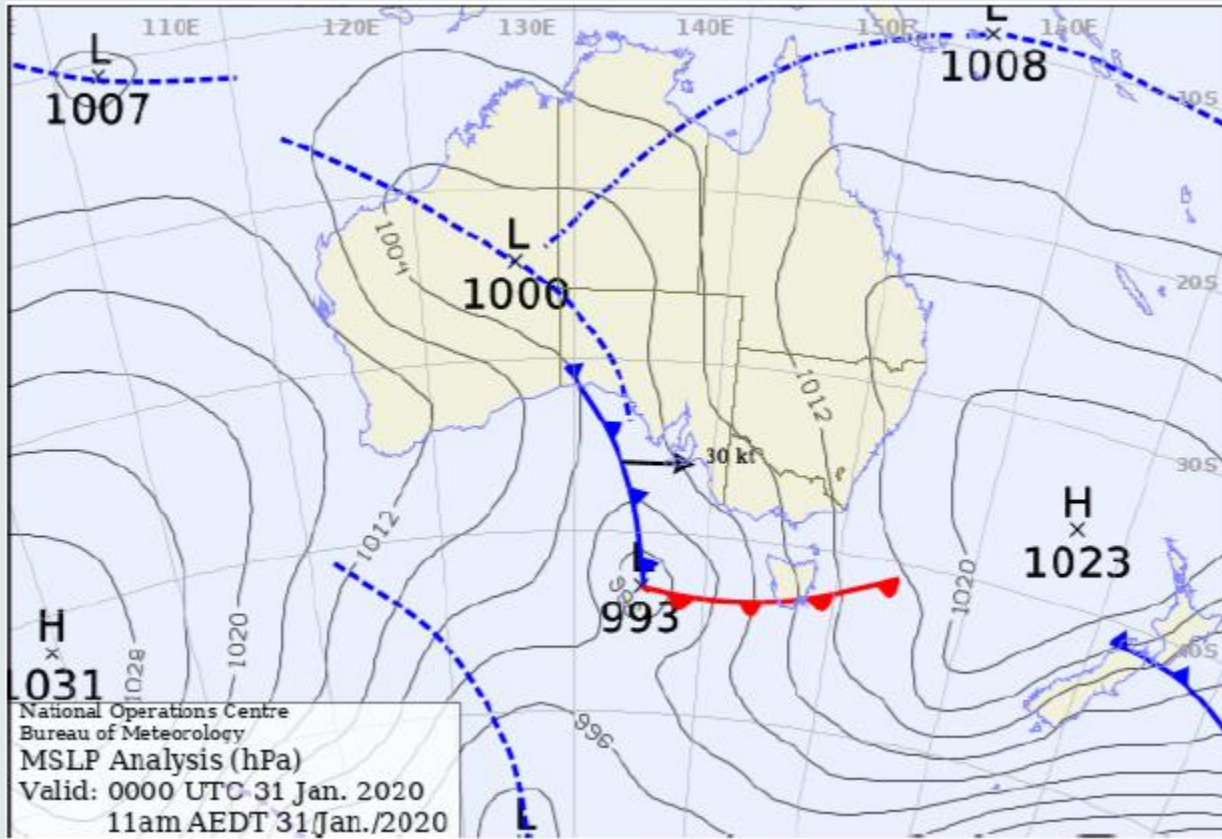 110E 120E 130E 140E 150E 160E
L
1007
L
1008
10S
1004
L
1000
20S
1012
30 kt
30S
H
1023
1012
L
993
1020
40S
1020
H
1031
1028
996
L
National Operations Centre
Bureau of Meteorology
MSLP Analysis (hPa)
Valid: 0000 UTC 31 Jan. 2020
11am AEDT 31/Jan./2020